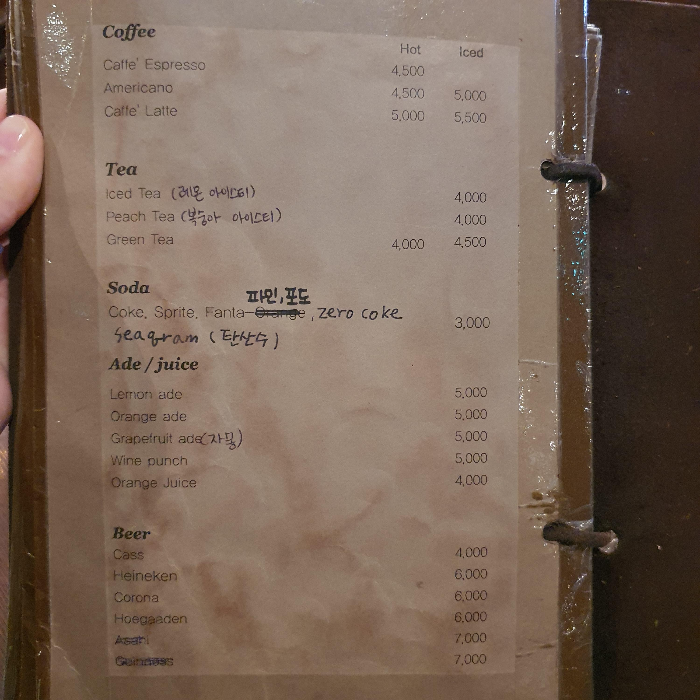 Coffee
Hot Iced
Caffe' Espresso 4,500
Americano 4,500 5,000
Caffe' Latte 5,000 5,500
Tea
Iced Tea (레몬 아이스티) 4,000
Peach Tea (복숭아 아이스티) 4,000
Green Tea 4,000 4,500
Soda
파인,포도
Coke, Sprite, Fanta-Orange, zero coke 3,000
Seagram (탄산수)
Ade / juice
Lemon ade 5,000
Orange ade 5,000
Grapefruit ade(자몽) 5,000
Wine punch 5,000
Orange Juice 4,000
Beer
Cass 4,000
Heineken 6,000
Corona 6,000
Hoegaaden 6,000
Asahi 7,000
Guinness 7,000